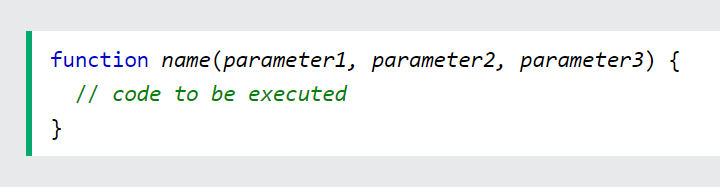 function name(parameter1, parameter2, parameter3) {
  // code to be executed
}